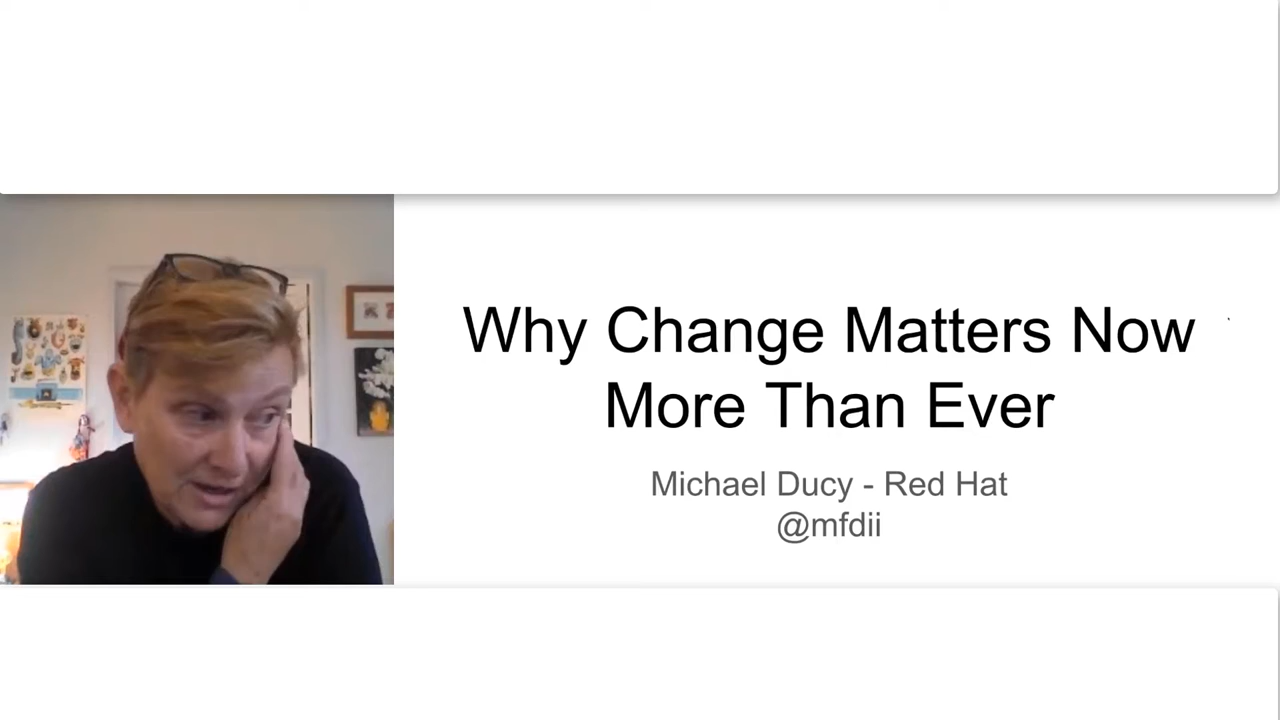 Why Change Matters Now
More Than Ever
Michael Ducy - Red Hat
@mfdii